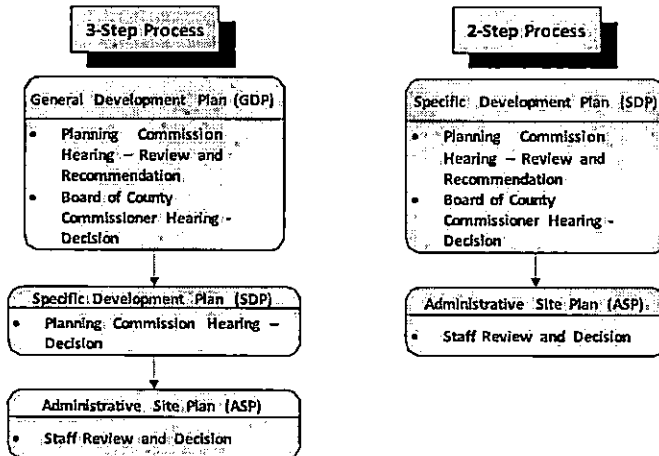 3-Step Process
General Development Plan (GDP)
• Planning Commission
Hearing – Review and
Recommendation
• Board of County
Commissioner Hearing -
Decision
Specific Development Plan (SDP)
• Planning Commission Hearing –
Decision
Administrative Site Plan (ASP)
• Staff Review and Decision
2-Step Process
Specific Development Plan (SDP)
• Planning Commission
Hearing – Review and
Recommendation
• Board of County
Commissioner Hearing -
Decision
Administrative Site Plan (ASP)
• Staff Review and Decision